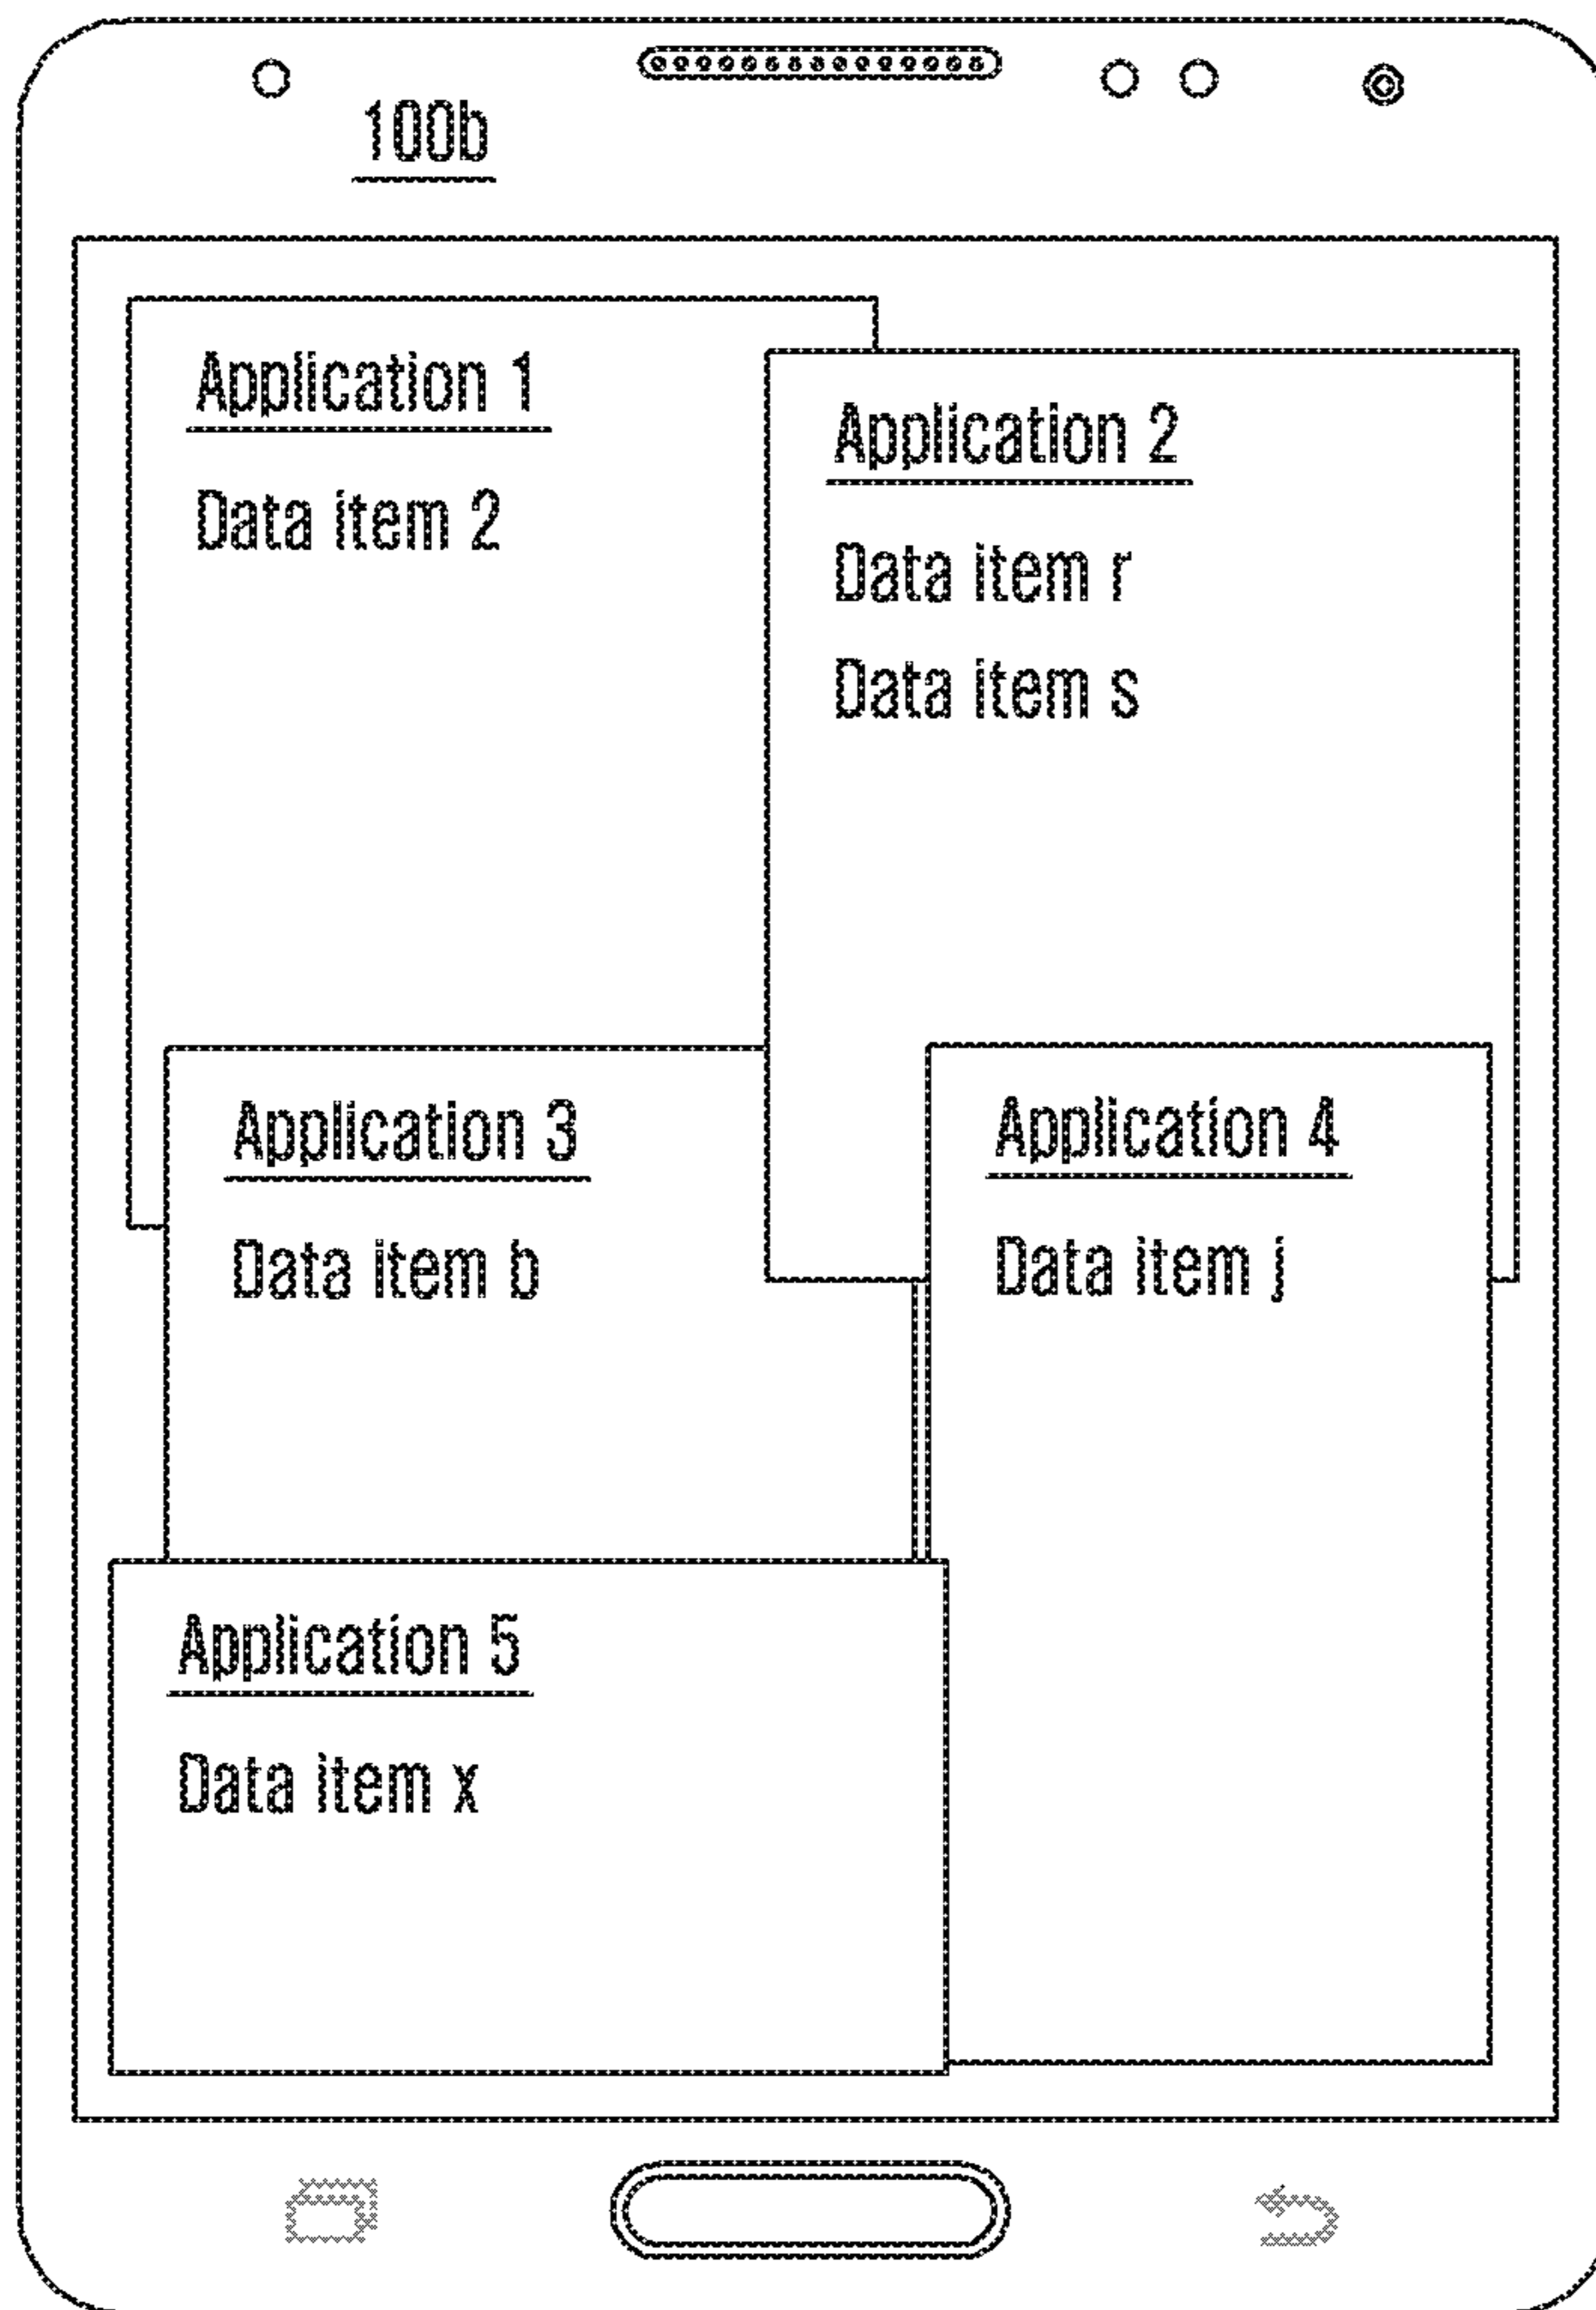 100b
Application 1
Data item 2
Application 2
Data item r
Data item s
Application 3
Data item b
Application 4
Data item j
Application 5
Data item x